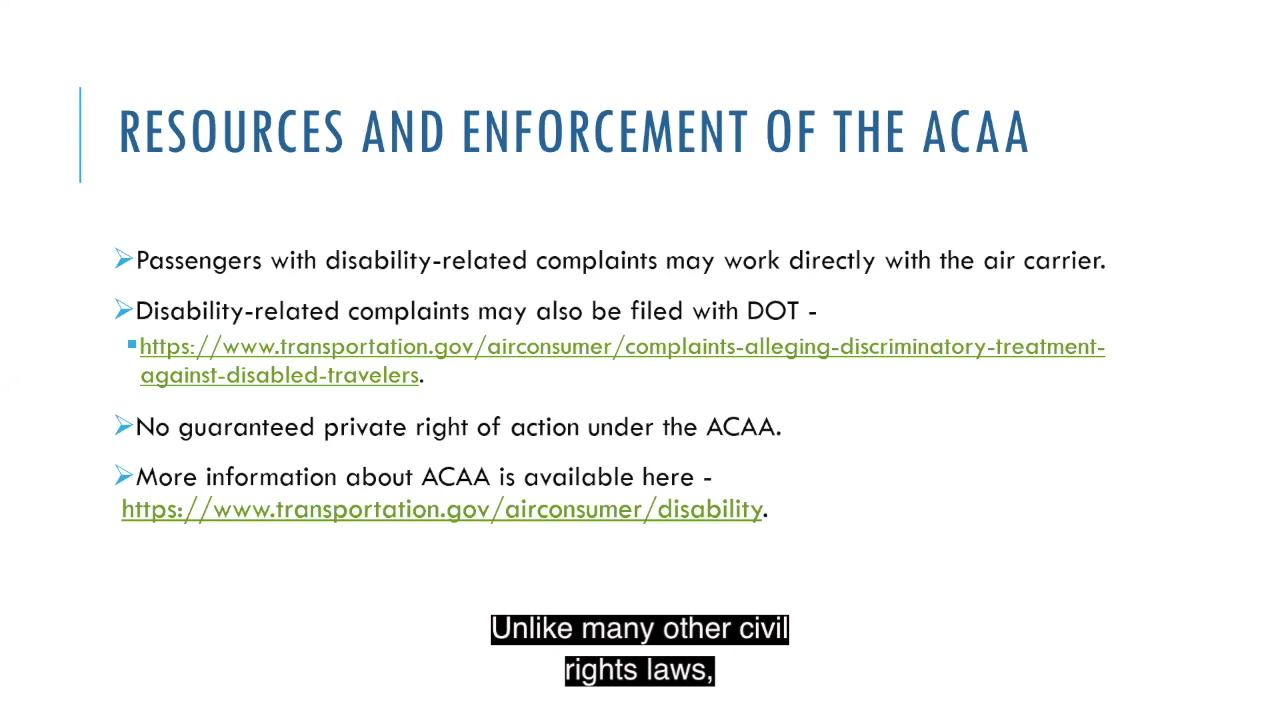 RESOURCES AND ENFORCEMENT OF THE ACAA
Passengers with disability-related complaints may work directly with the air carrier.
Disability-related complaints may also be filed with DOT -
https://www.transportation.gov/airconsumer/complaints-alleging-discriminatory-treatment-
against-disabled-travelers.
No guaranteed private right of action under the ACAA.
More information about ACAA is available here -
https://www.transportation.gov/airconsumer/disability.
Unlike many other civil
rights laws,